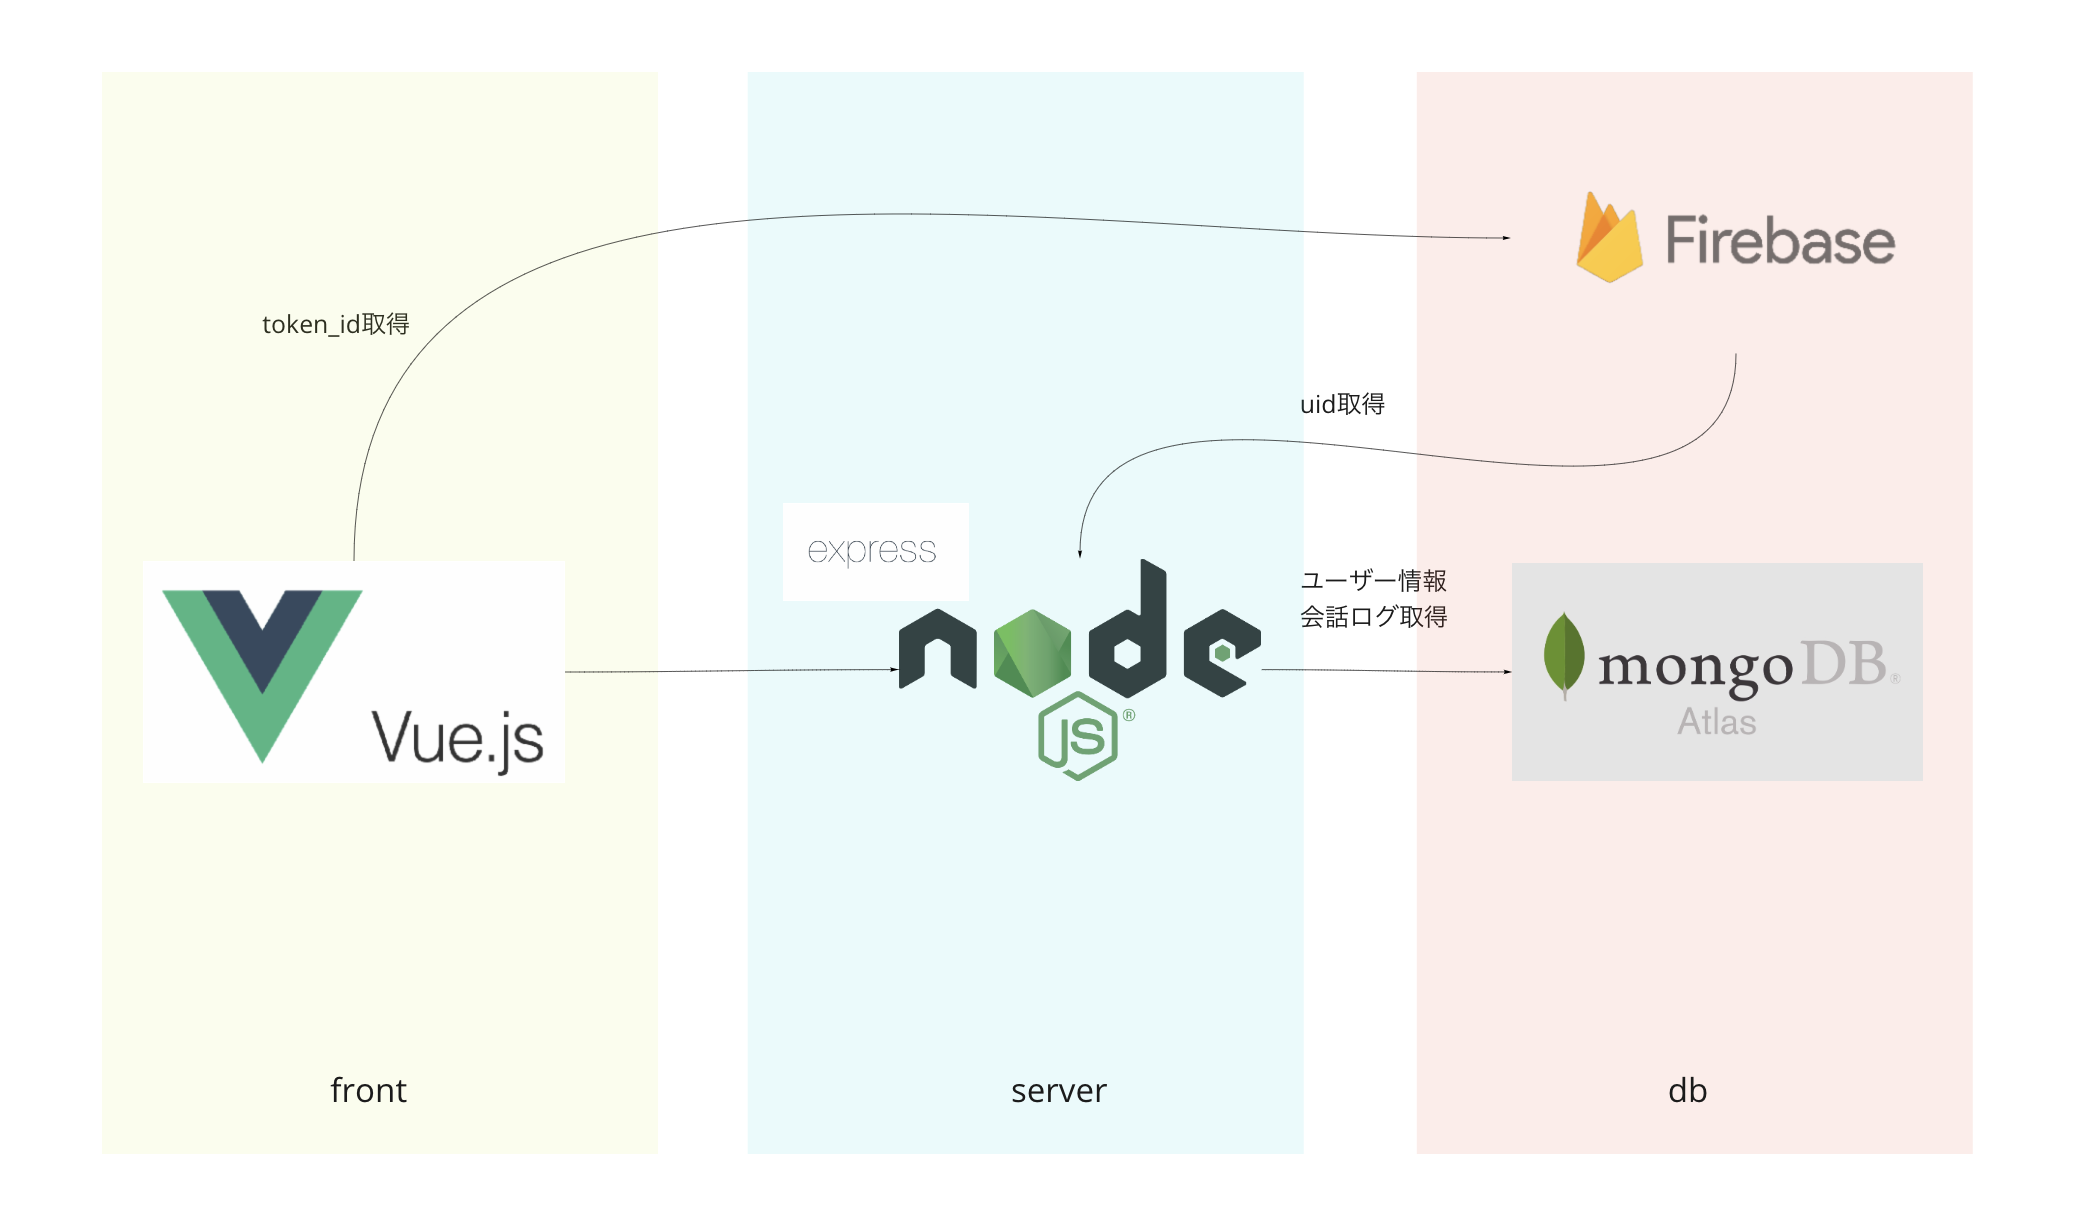 Firebase
token_id取得
uid取得
express
node
JS®
ユーザー情報
会話ログ取得
Vue.js
mongoDB®
Atlas
front
server
db